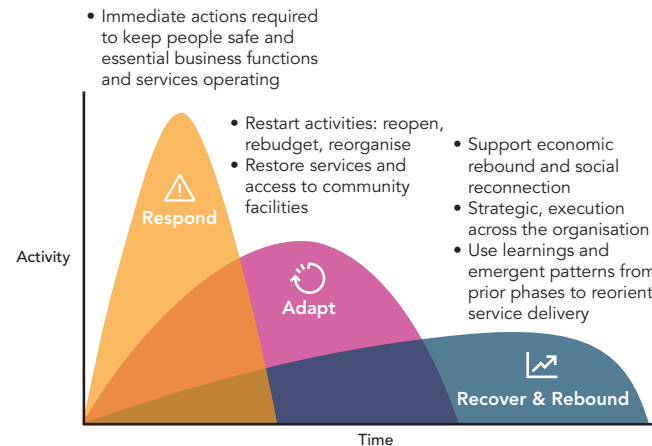 • Immediate actions required
to keep people safe and
essential business functions
and services operating
• Restart activities: reopen,
rebudget, reorganise
• Restore services and
access to community
facilities
• Support economic
rebound and social
reconnection
• Strategic, execution
across the organisation
• Use learnings and
emergent patterns from
prior phases to reorient
service delivery
Respond
Activity
Adapt
Recover & Rebound
Time